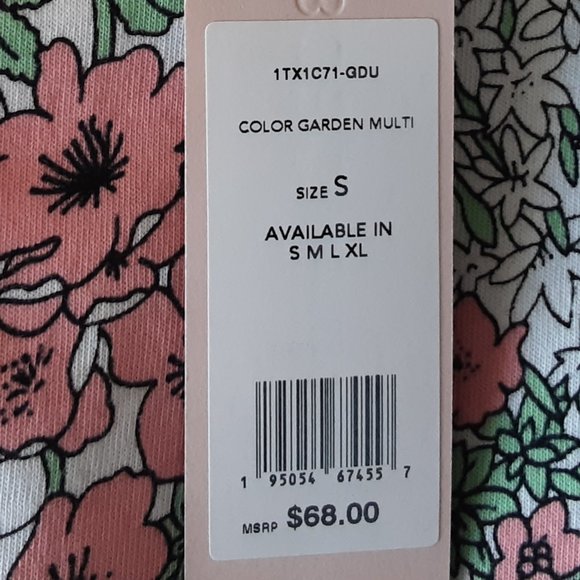 1TX1C71-GDU
COLOR GARDEN MULTI
SIZE S
AVAILABLE IN
S M L XL
1 95054 67455 7
MSRP $68.00